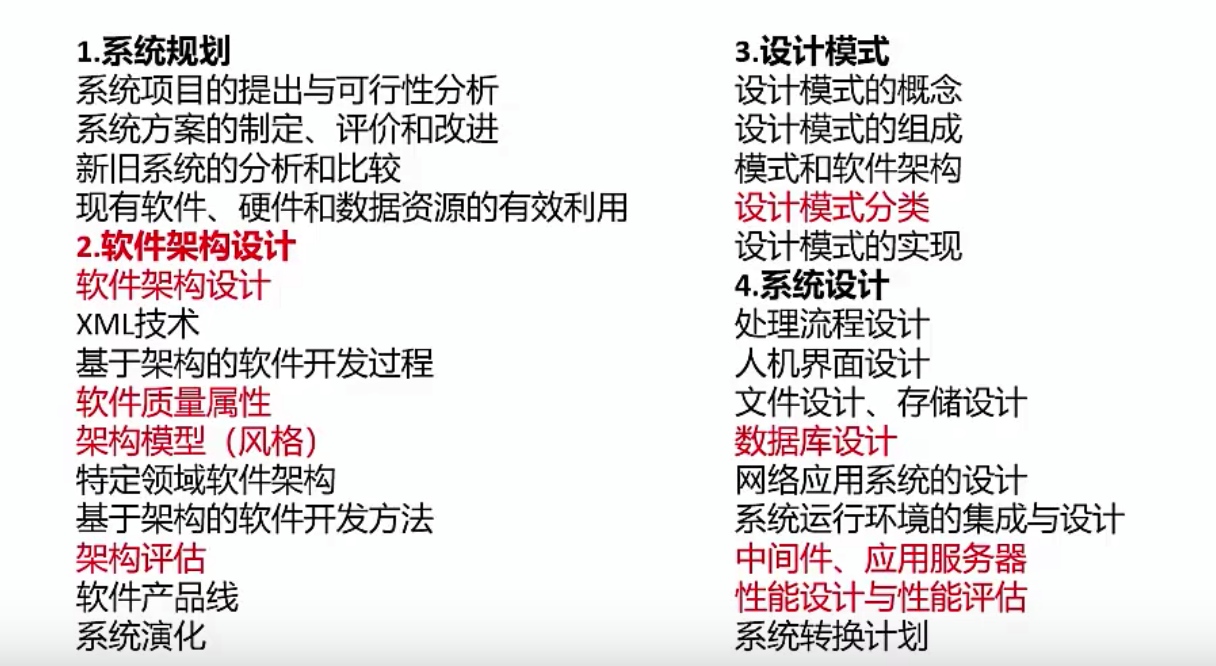 1.系统规划
系统项目的提出与可行性分析
系统方案的制定、评价和改进
新旧系统的分析和比较
现有软件、硬件和数据资源的有效利用
2.软件架构设计
软件架构设计
XML技术
基于架构的软件开发过程
软件质量属性
架构模型（风格）
特定领域软件架构
基于架构的软件开发方法
架构评估
软件产品线
系统演化
3.设计模式
设计模式的概念
设计模式的组成
模式和软件架构
设计模式分类
设计模式的实现
4.系统设计
处理流程设计
人机界面设计
文件设计、存储设计
数据库设计
网络应用系统的设计
系统运行环境的集成与设计
中间件、应用服务器
性能设计与性能评估
系统转换计划